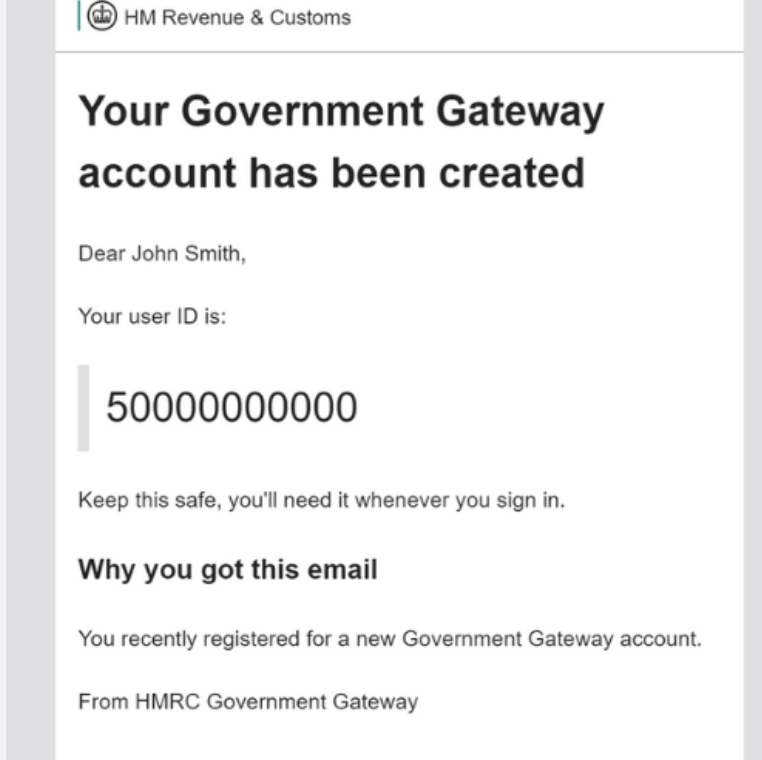 HM Revenue & Customs
Your Government Gateway
account has been created
Dear John Smith,
Your user ID is:
50000000000
Keep this safe, you'll need it whenever you sign in.
Why you got this email
You recently registered for a new Government Gateway account.
From HMRC Government Gateway